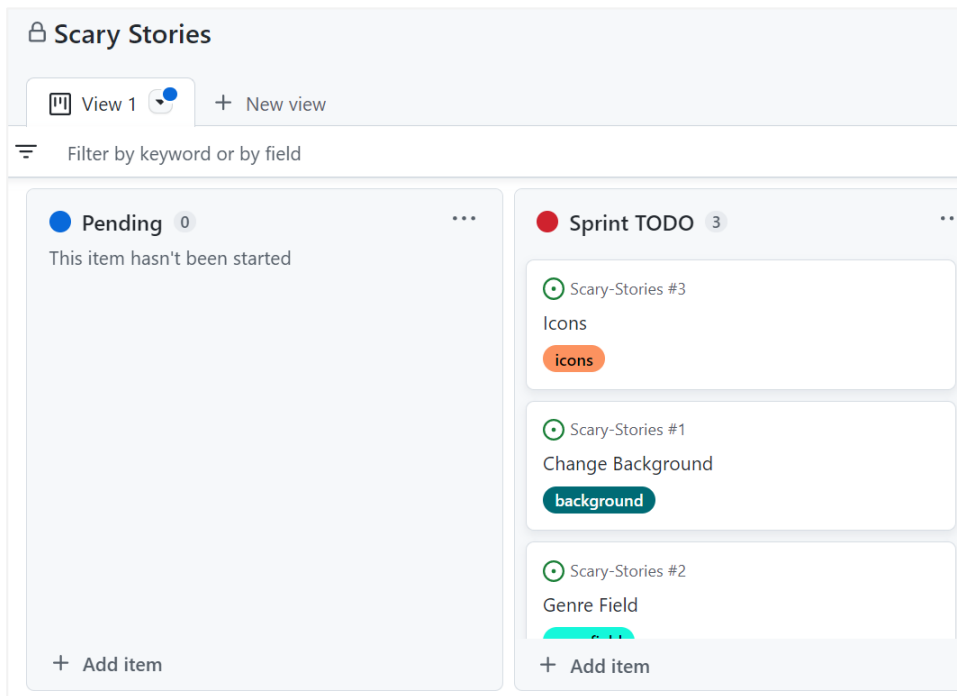 Scary Stories
View 1
New view
Filter by keyword or by field
Pending 0
This item hasn't been started
Add item
Sprint TODO 3
Scary-Stories #3
Icons
icons
Scary-Stories #1
Change Background
background
Scary-Stories #2
Genre Field
Add item